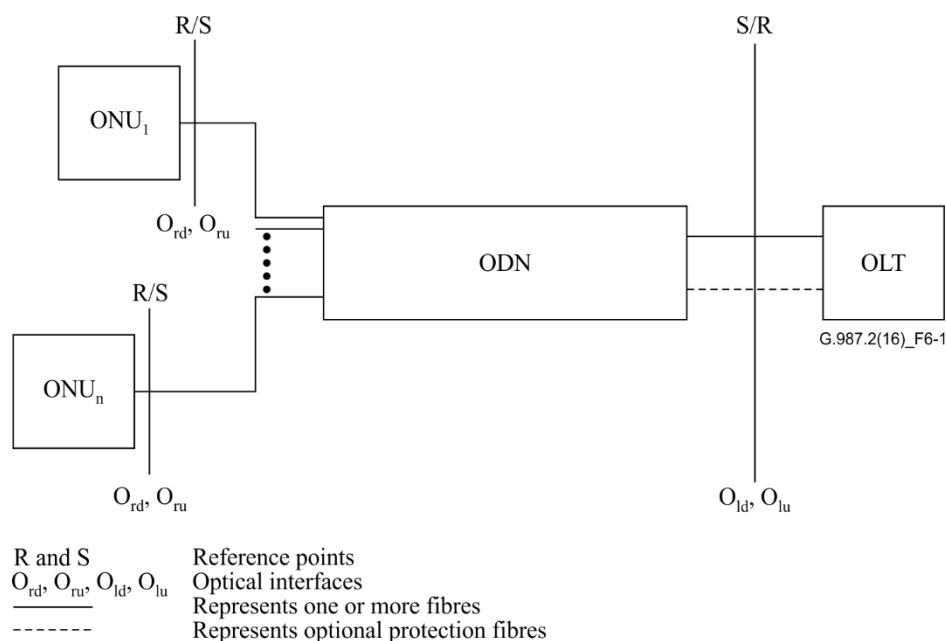 R/S
S/R
ONU1
Ord, Oru
ODN
OLT
R/S
G.987.2(16)_F6-1
ONUn
Ord, Oru
Old, Olu
R and S Reference points
Ord, Oru, Old, Olu Optical interfaces
Represents one or more fibres
Represents optional protection fibres